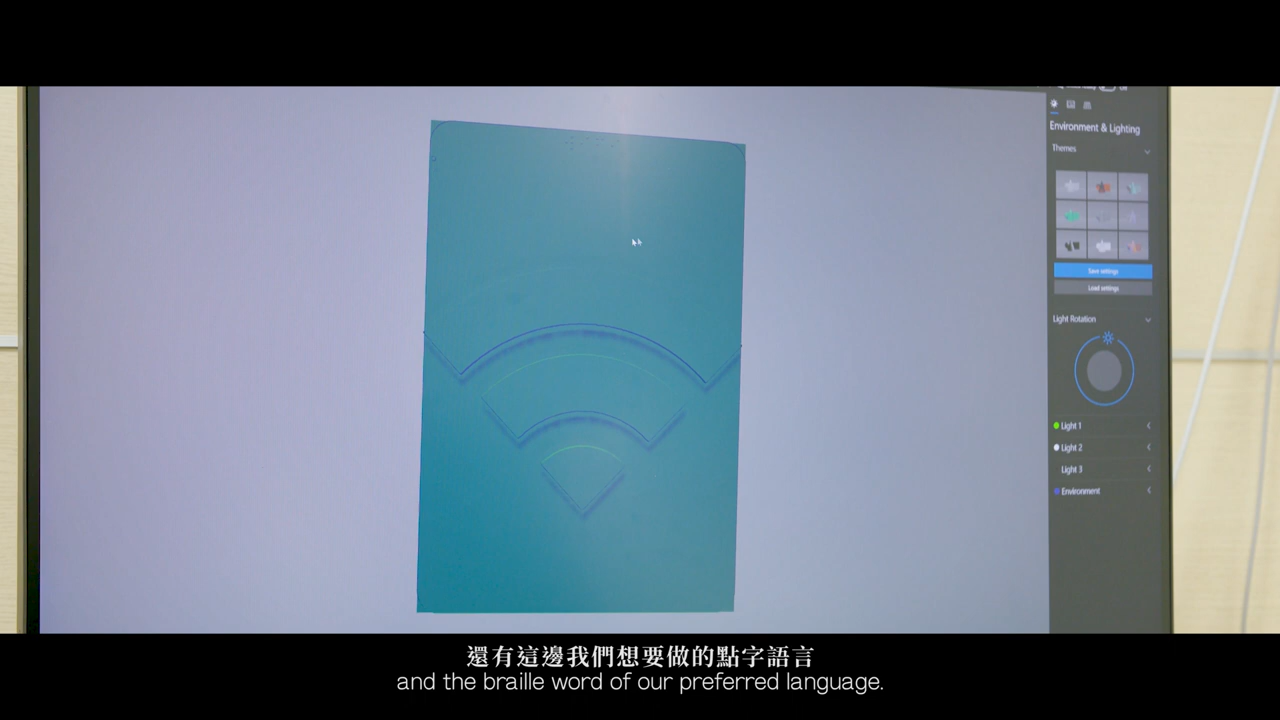 Environment & Lighting
Themes
Save settings
Load settings
Light Rotation
Light 1
Light 2
Light 3
Environment
還有這邊我們想要做的點字語言
and the braille word of our preferred language.